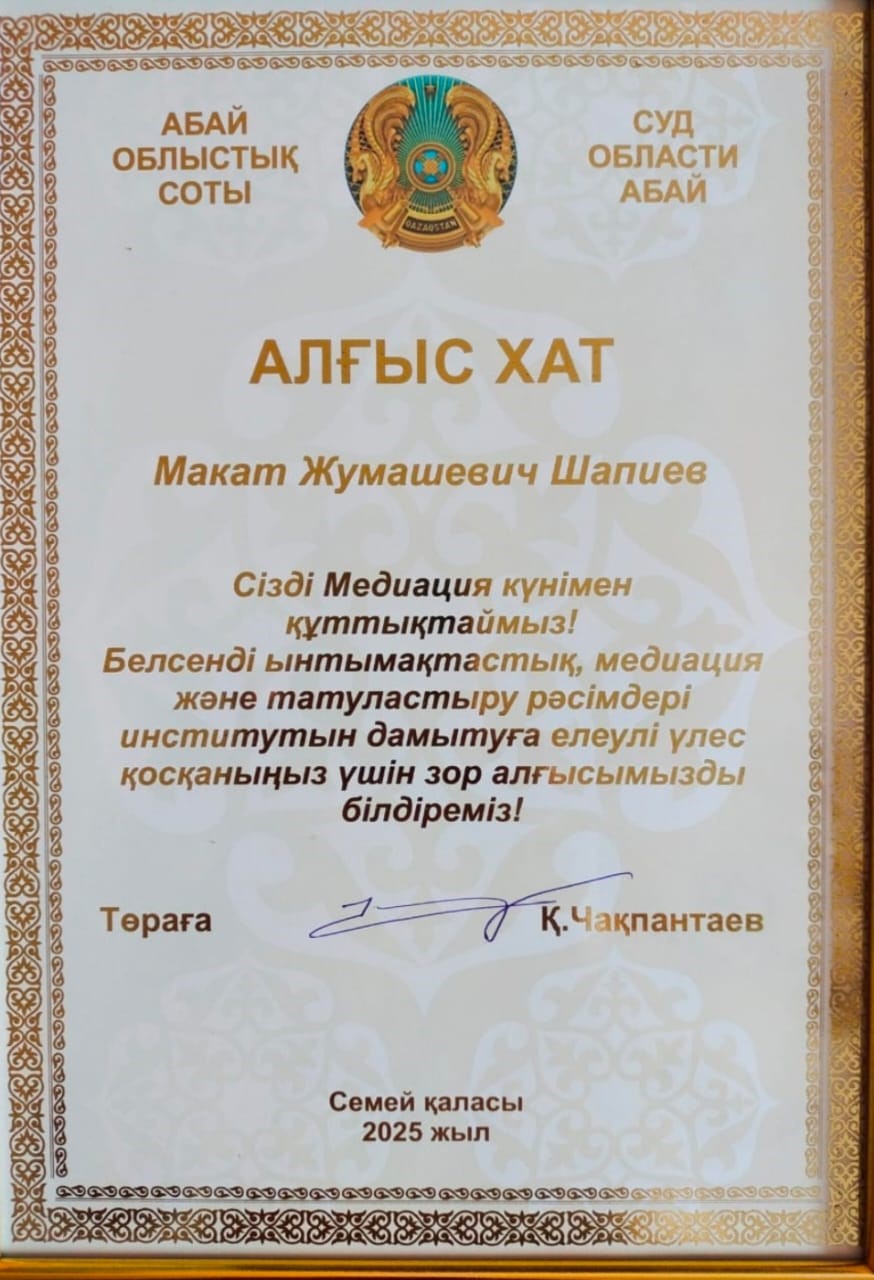 АБАЙ
ОБЛЫСТЫҚ
СОТЫ
СУД
ОБЛАСТИ
АБАЙ
QAZAQSTAN
АЛҒЫС ХАТ
Макат Жумашевич Шапиев
Сізді Медиация күнімен
құттықтаймыз!
Белсенді ынтымақтастық, медиация
және татуластыру рәсімдері
институтын дамытуға елеулі үлес
қосқаныңыз үшін зор алғысымызды
білдіреміз!
Төраға Қ.Чақпантаев
Семей қаласы
2025 жыл